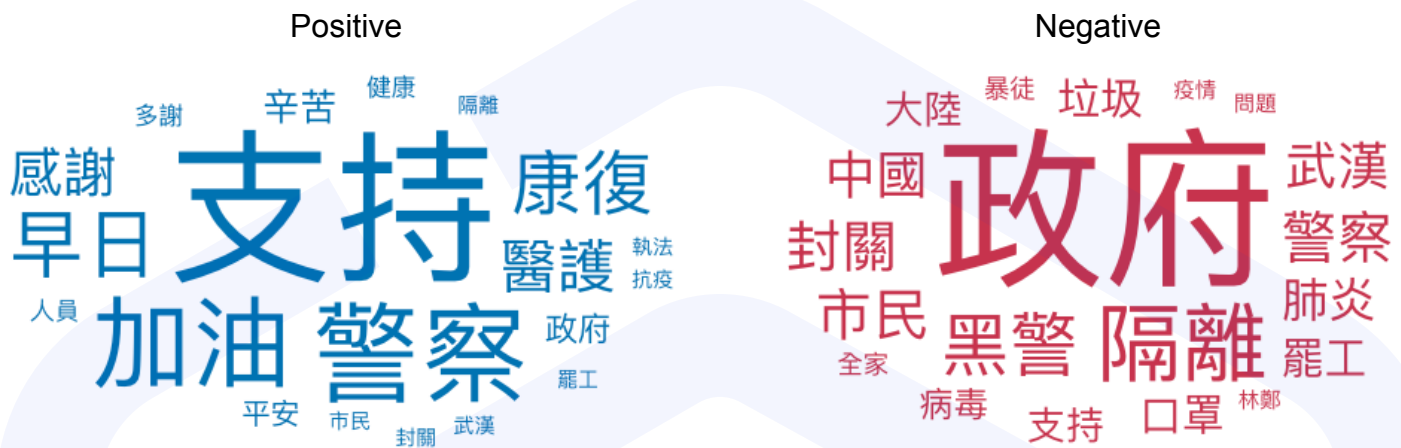 Positive
Negative
健康
多謝
辛苦
隔離
感謝
支持
康復
早日
醫護
執法
抗疫
人員
加油
警察
政府
罷工
平安
市民
封關
武漢
暴徒
垃圾
疫情
問題
大陸
中國
政府
武漢
封關
警察
市民
黑警
隔離
肺炎
罷工
全家
病毒
支持
口罩
林鄭